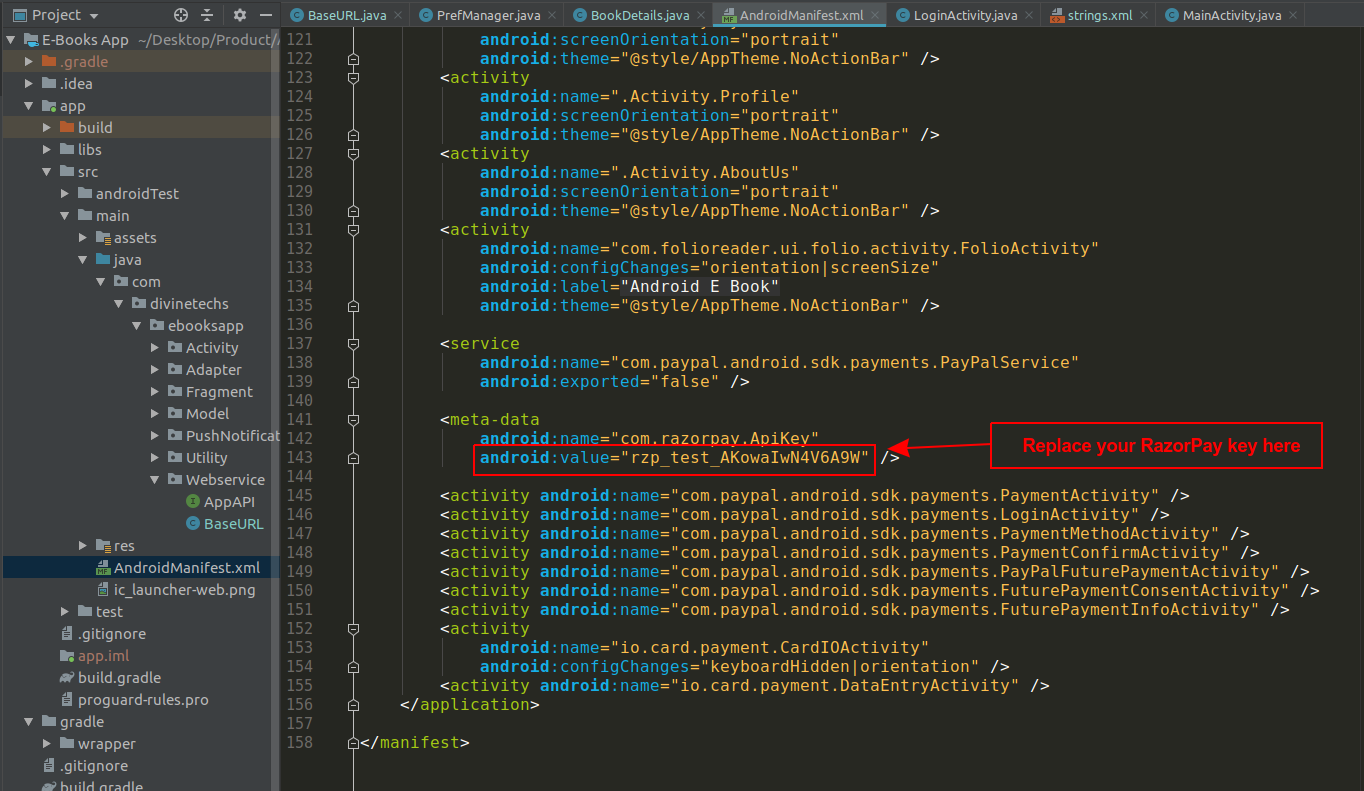 Project
BaseURL.java
PrefManager.java
BookDetails.java
AndroidManifest.xml
LoginActivity.java
strings.xml
MainActivity.java
E-Books App ~/Desktop/Product/
.gradle
.idea
app
build
libs
src
androidTest
main
assets
java
com
divinetechs
ebooksapp
Activity
Adapter
Fragment
Model
PushNotificat
Utility
Webservice
AppAPI
BaseURL
res
AndroidManifest.xml
ic_launcher-web.png
test
.gitignore
app.iml
build.gradle
proguard-rules.pro
gradle
wrapper
.gitignore
build.gradle
121 android:screenOrientation="portrait"
122 android:theme="@style/AppTheme.NoActionBar" />
123 <activity
124 android:name=".Activity.Profile"
125 android:screenOrientation="portrait"
126 android:theme="@style/AppTheme.NoActionBar" />
127 <activity
128 android:name=".Activity.AboutUs"
129 android:screenOrientation="portrait"
130 android:theme="@style/AppTheme.NoActionBar" />
131 <activity
132 android:name="com.folioreader.ui.folio.activity.FolioActivity"
133 android:configChanges="orientation|screenSize"
134 android:label="Android E Book"
135 android:theme="@style/AppTheme.NoActionBar" />
136
137 <service
138 android:name="com.paypal.android.sdk.payments.PayPalService"
139 android:exported="false" />
140
141 <meta-data
142 android:name="com.razorpay.ApiKey"
143 android:value="rzp_test_AKowaIwN4V6A9W" />
Replace your RazorPay key here
144
145 <activity android:name="com.paypal.android.sdk.payments.PaymentActivity" />
146 <activity android:name="com.paypal.android.sdk.payments.LoginActivity" />
147 <activity android:name="com.paypal.android.sdk.payments.PaymentMethodActivity" />
148 <activity android:name="com.paypal.android.sdk.payments.PaymentConfirmActivity" />
149 <activity android:name="com.paypal.android.sdk.payments.PayPalFuturePaymentActivity" />
150 <activity android:name="com.paypal.android.sdk.payments.FuturePaymentConsentActivity" />
151 <activity android:name="com.paypal.android.sdk.payments.FuturePaymentInfoActivity" />
152 <activity
153 android:name="io.card.payment.CardIOActivity"
154 android:configChanges="keyboardHidden|orientation" />
155 <activity android:name="io.card.payment.DataEntryActivity" />
156 </application>
157
158 </manifest>